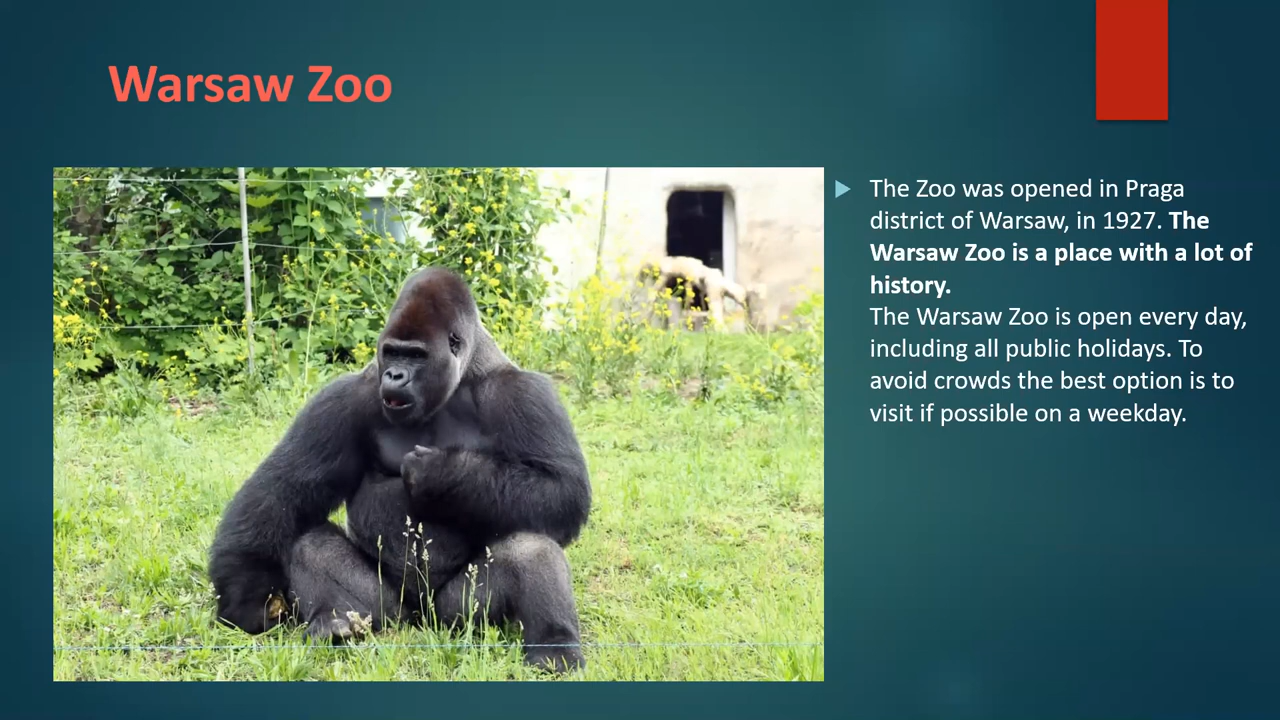 Warsaw Zoo
The Zoo was opened in Praga
district of Warsaw, in 1927. The
Warsaw Zoo is a place with a lot of
history.
The Warsaw Zoo is open every day,
including all public holidays. To
avoid crowds the best option is to
visit if possible on a weekday.